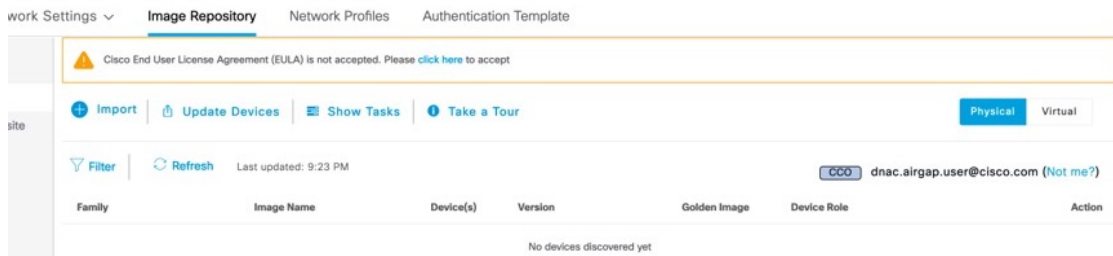 work Settings
Image Repository
Network Profiles
Authentication Template
Cisco End User License Agreement (EULA) is not accepted. Please click here to accept
Import
Update Devices
Show Tasks
Take a Tour
Physical
Virtual
site
Filter
Refresh
Last updated: 9:23 PM
CCO
dnac.airgap.user@cisco.com (Not me?)
Family
Image Name
Device(s)
Version
Golden Image
Device Role
Action
No devices discovered yet